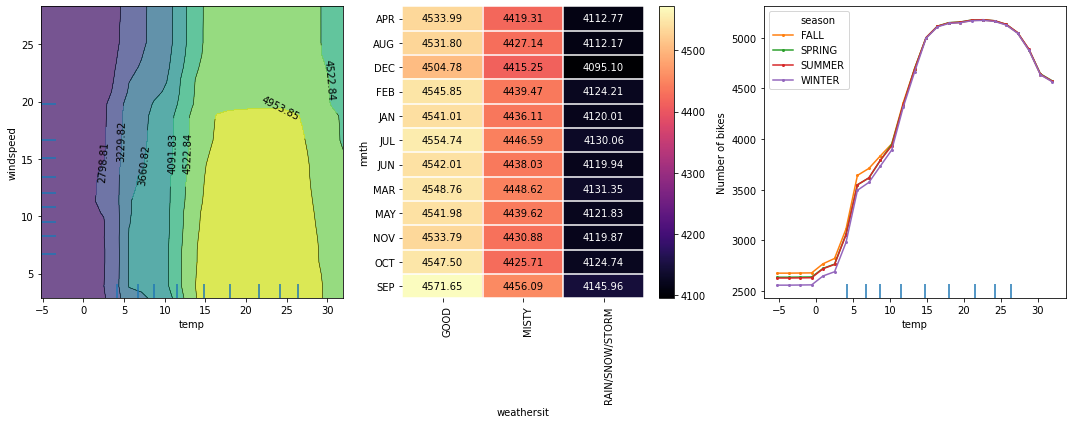 windspeed
25
20
15
10
5
2798.81
3229.82
3660.82
4091.83
4522.84
4953.85
4522.84
−5 0 5 10 15 20 25 30
temp
mnth
APR 4533.99 4419.31 4112.77
AUG 4531.80 4427.14 4112.17
DEC 4504.78 4415.25 4095.10
FEB 4545.85 4439.47 4124.21
JAN 4541.01 4436.11 4120.01
JUL 4554.74 4446.59 4130.06
JUN 4542.01 4438.03 4119.94
MAR 4548.76 4448.62 4131.35
MAY 4541.98 4439.62 4121.83
NOV 4533.79 4430.88 4119.87
OCT 4547.50 4425.71 4124.74
SEP 4571.65 4456.09 4145.96
GOOD
MISTY
RAIN/SNOW/STORM
weathersit
4500
4400
4300
4200
4100
Number of bikes
5000
4500
4000
3500
3000
2500
season
FALL
SPRING
SUMMER
WINTER
−5 0 5 10 15 20 25 30
temp